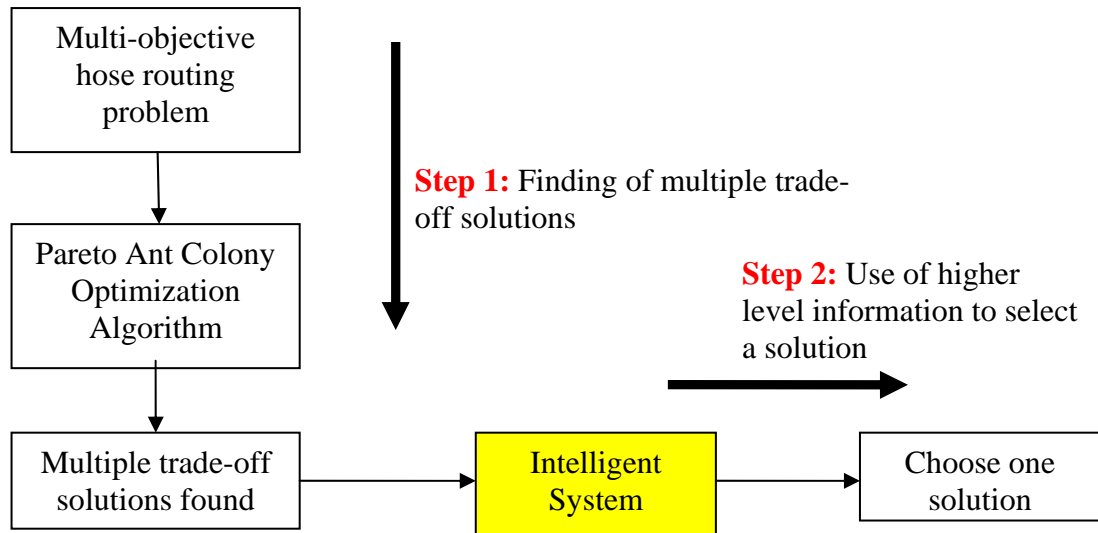 Multi-objective
hose routing
problem
Step 1: Finding of multiple trade-
off solutions
Pareto Ant Colony
Optimization
Algorithm
Step 2: Use of higher
level information to select
a solution
Multiple trade-off
solutions found
Intelligent
System
Choose one
solution